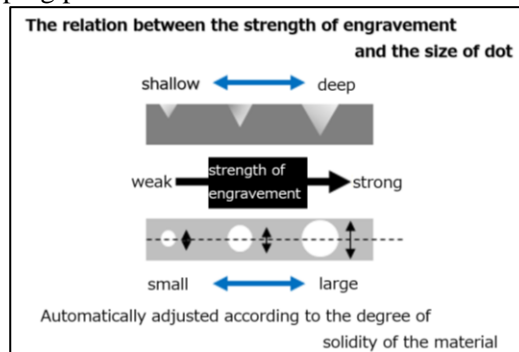 The relation between the strength of engravement
and the size of dot
shallow deep
weak strength of engravement strong
small large
Automatically adjusted according to the degree of
solidity of the material